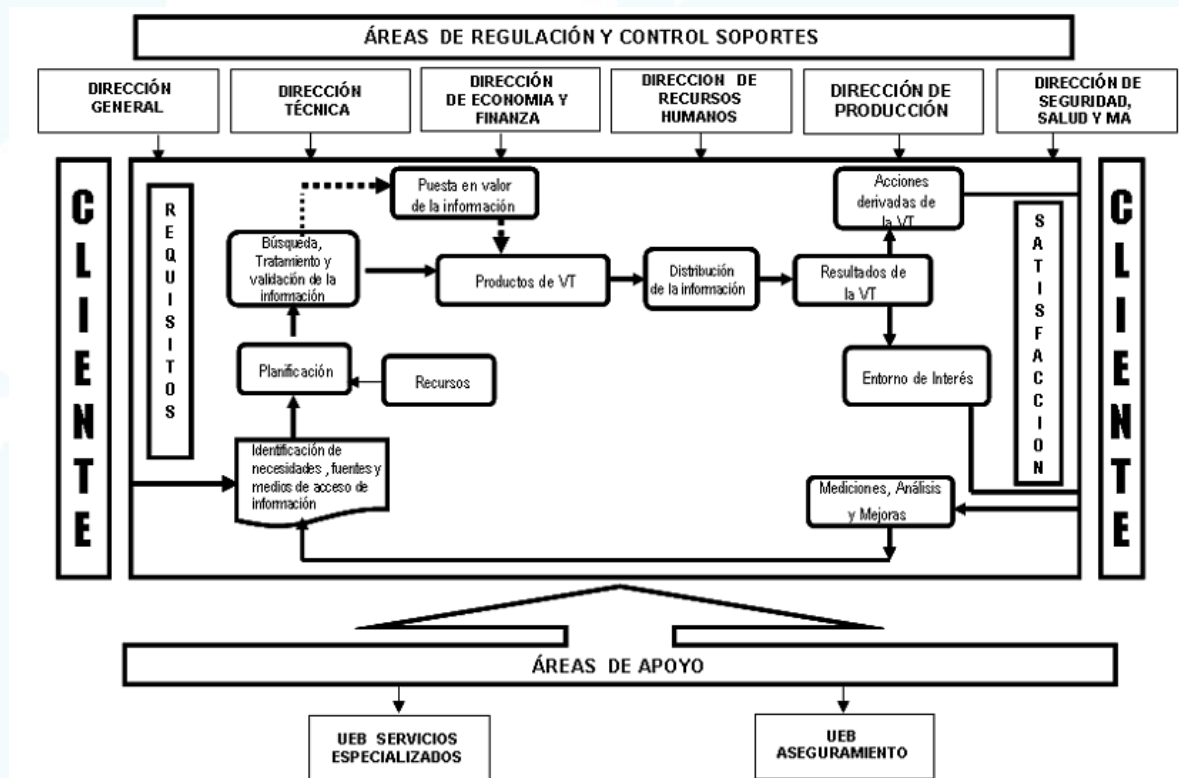 ÁREAS DE REGULACIÓN Y CONTROL SOPORTES
DIRECCIÓN
GENERAL
DIRECCIÓN
TÉCNICA
DIRECCIÓN
DE ECONOMIA Y
FINANZA
DIRECCION DE
RECURSOS
HUMANOS
DIRECCIÓN DE
PRODUCCIÓN
DIRECCIÓN DE
SEGURIDAD,
SALUD Y MA
CLIENTE
REQUISITOS
Puesta en valor
de la información
Acciones
derivadas de
la VT
Búsqueda,
Tratamiento y
validación de la
información
Productos de VT
Distribución
de la información
Resultados de
la VT
Planificación
Recursos
Entorno de Interés
Identificación de
necesidades , fuentes y
medios de acceso de
información
Mediciones, Análisis
y Mejoras
SATISFACCION
CLIENTE
ÁREAS DE APOYO
UEB SERVICIOS
ESPECIALIZADOS
UEB
ASEGURAMIENTO